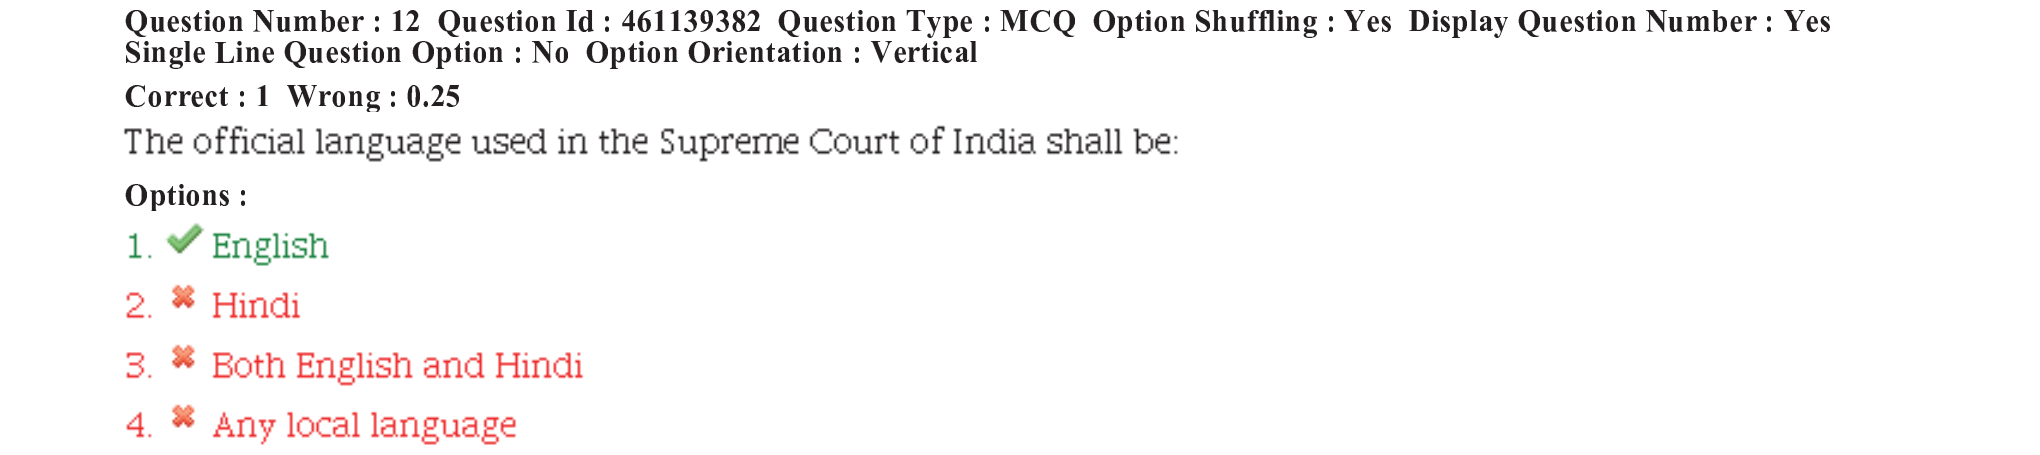 Question Number : 12 Question Id : 461139382 Question Type : MCQ Option Shuffling : Yes Display Question Number : Yes
Single Line Question Option : No Option Orientation : Vertical
Correct : 1 Wrong : 0.25
The official language used in the Supreme Court of India shall be:
Options :
1. English
2. Hindi
3. Both English and Hindi
4. Any local language